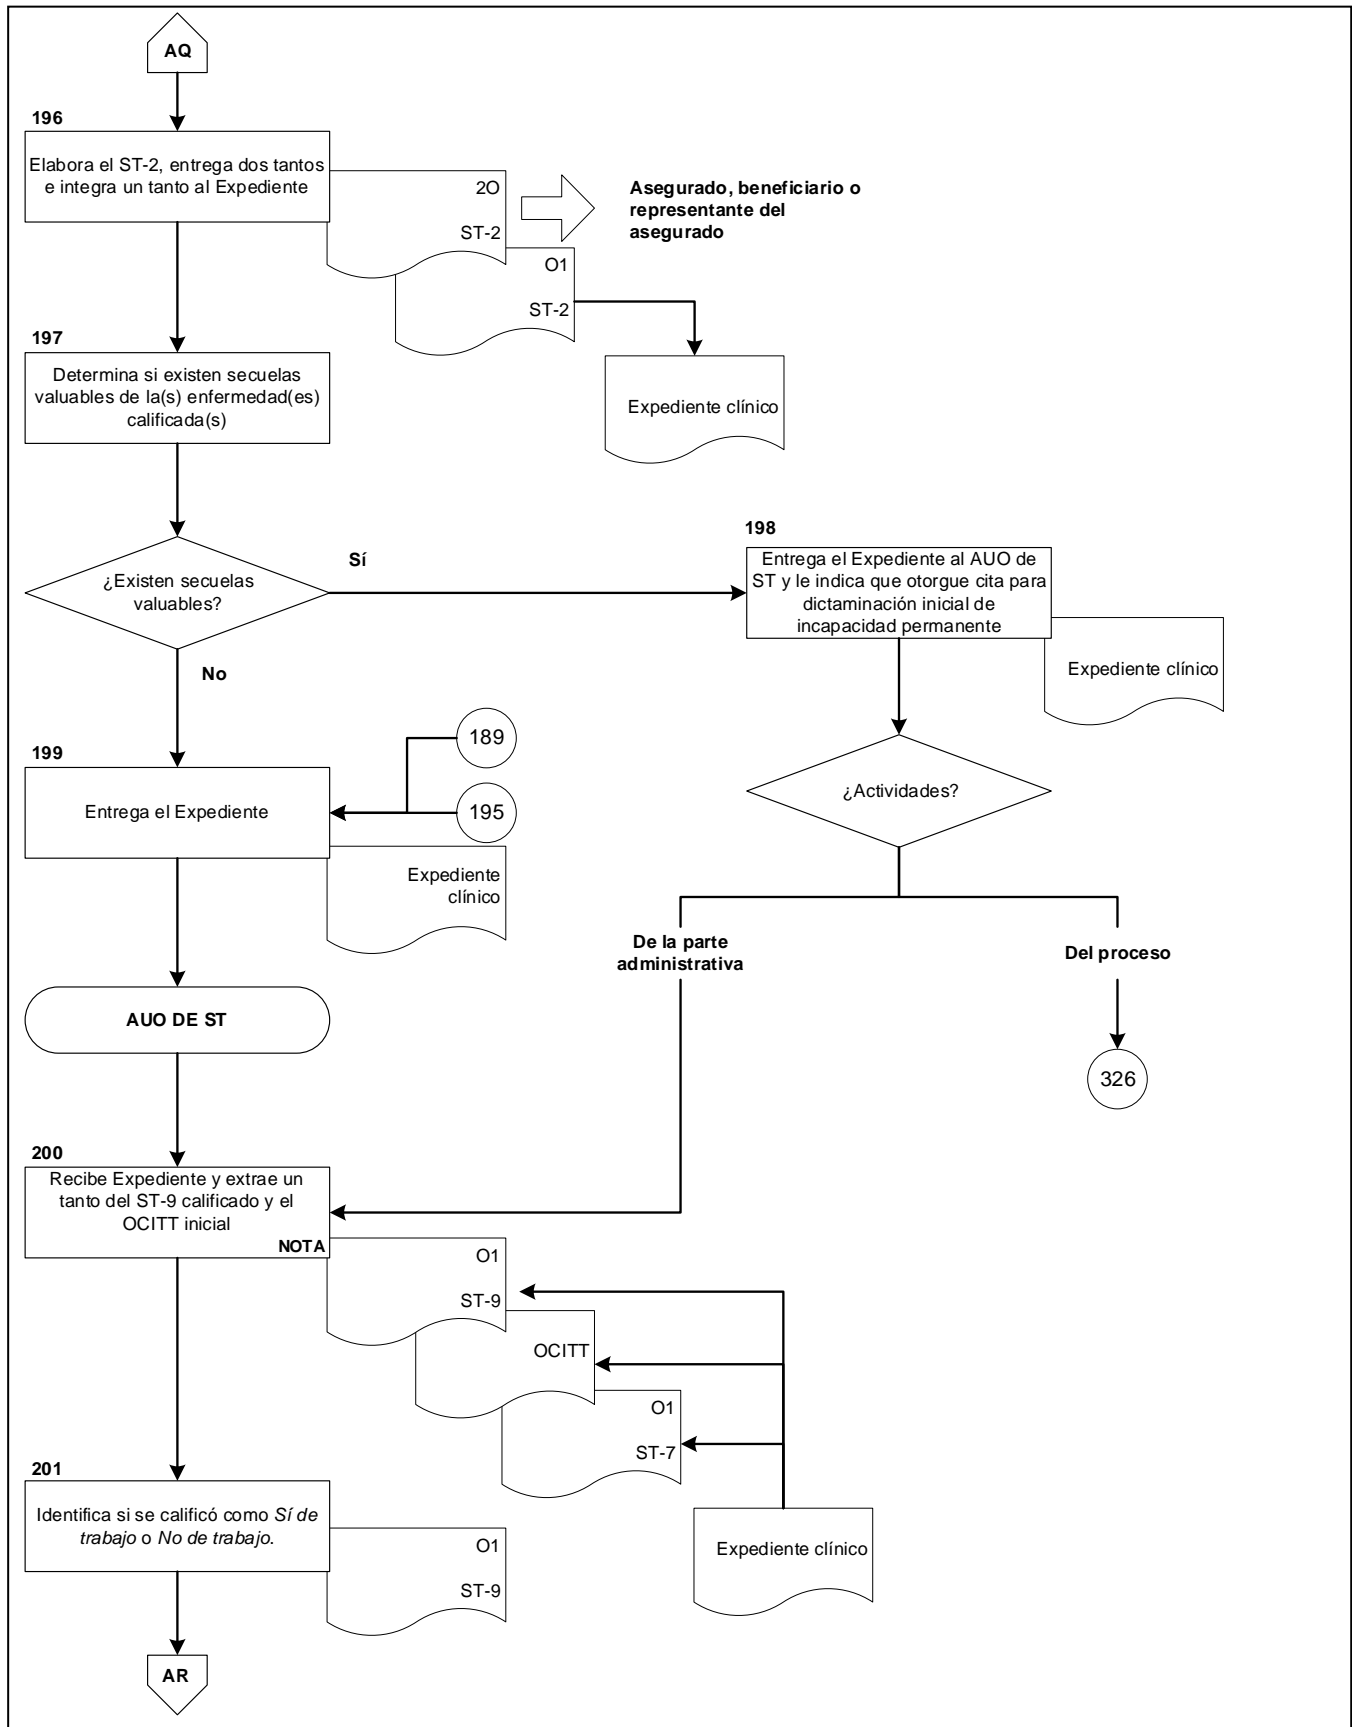 AQ
196
Elabora el ST-2, entrega dos tantos
e integra un tanto al Expediente
2O
ST-2
Asegurado, beneficiario o
representante del
asegurado
O1
ST-2
Expediente clínico
197
Determina si existen secuelas
valuables de la(s) enfermedad(es)
calificada(s)
¿Existen secuelas
valuables?
Sí
No
198
Entrega el Expediente al AUO de
ST y le indica que otorgue cita para
dictaminación inicial de
incapacidad permanente
Expediente clínico
¿Actividades?
De la parte
administrativa
Del proceso
326
199
Entrega el Expediente
189
195
Expediente
clínico
AUO DE ST
200
Recibe Expediente y extrae un
tanto del ST-9 calificado y el
OCITT inicial
NOTA
O1
ST-9
OCITT
O1
ST-7
Expediente clínico
201
Identifica si se calificó como Sí de
trabajo o No de trabajo.
O1
ST-9
AR